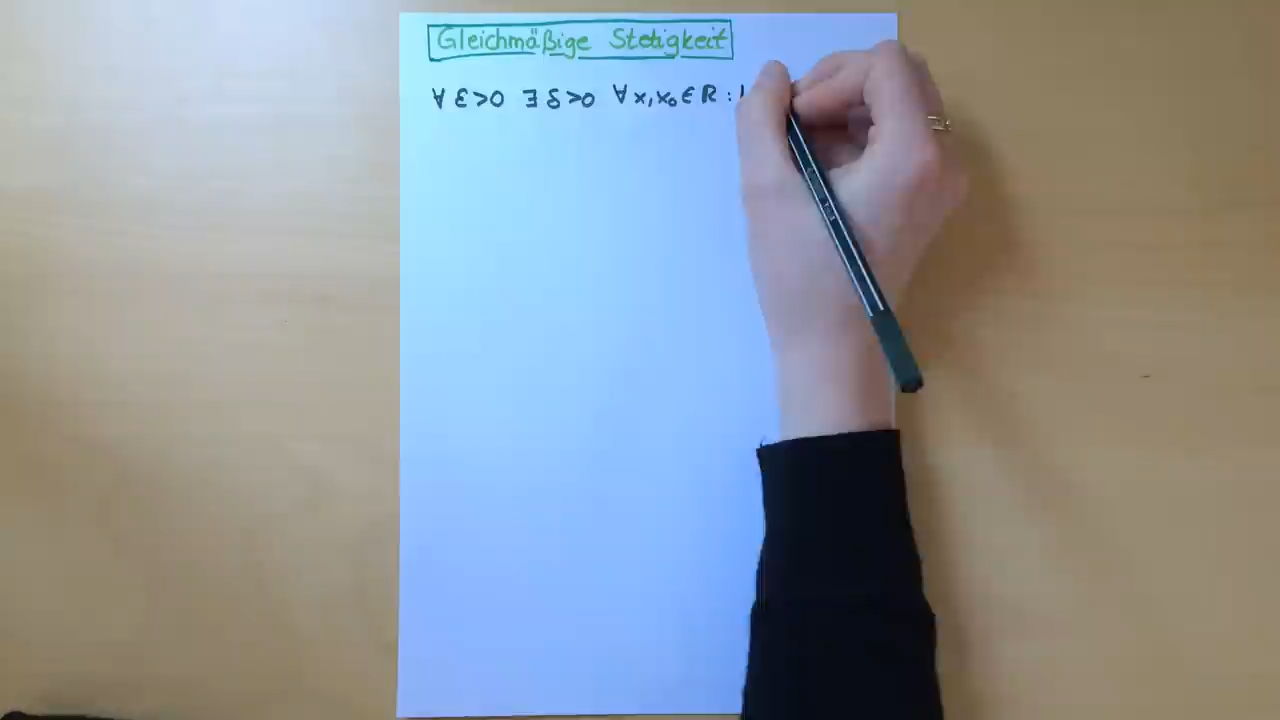 Gleichmäßige Stetigkeit
∀ ε>0 ∃ δ>0 ∀ x,x₀ ∈ ℝ : |